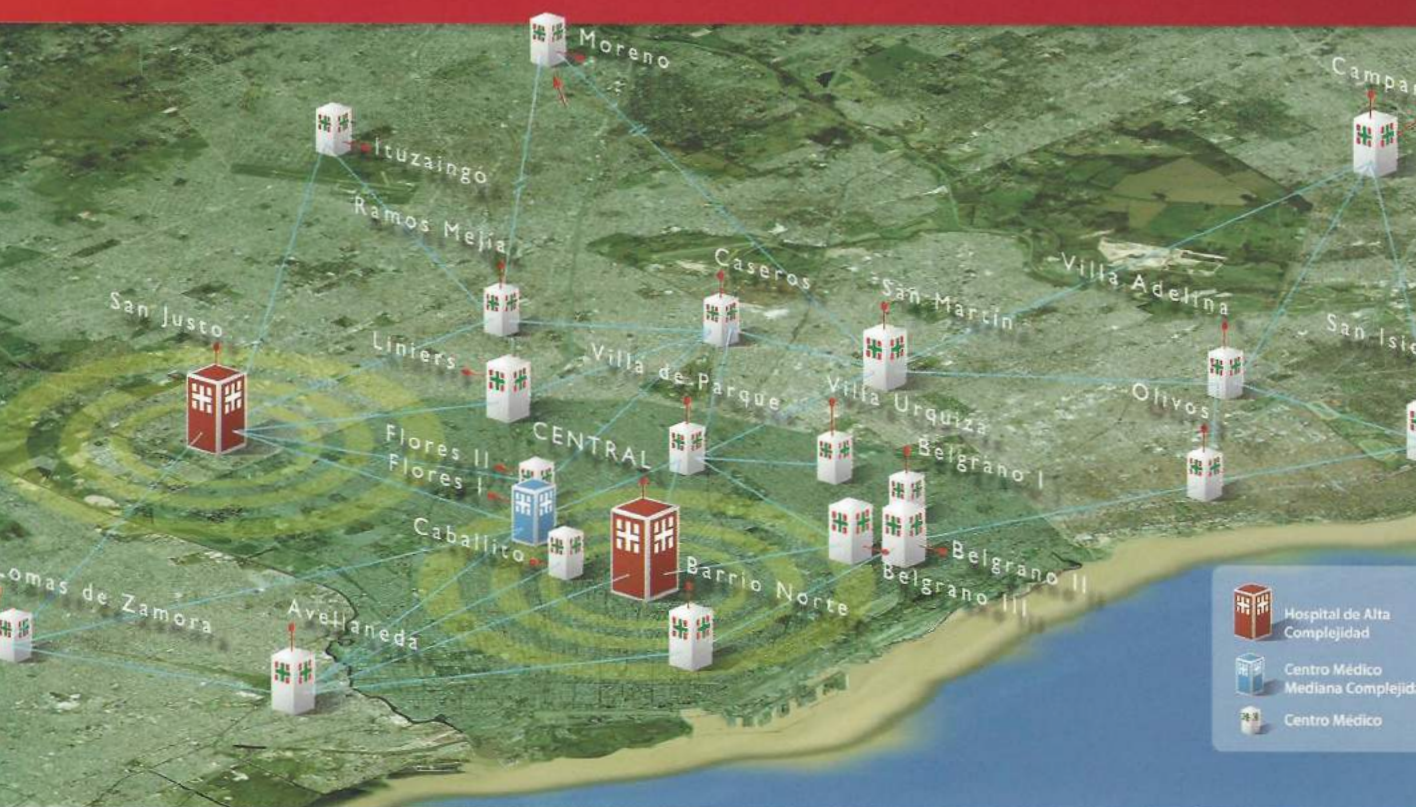 Moreno
Ituzaingó
Ramos Mejía
Caseros
San Martín
Villa Adelina
San Justo
Liniers
Villa de Parque
Villa Urquiza
Olivos
Flores II
Flores I
CENTRAL
Belgrano I
Caballito
Barrio Norte
Belgrano II
Belgrano III
de Zamora
Avellaneda
Hospital de Alta
Complejidad
Centro Médico
Mediana
Centro Médico